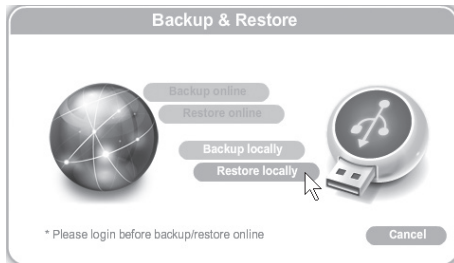 Backup & Restore
Backup online
Restore online
Backup locally
Restore locally
* Please login before backup/restore online
Cancel